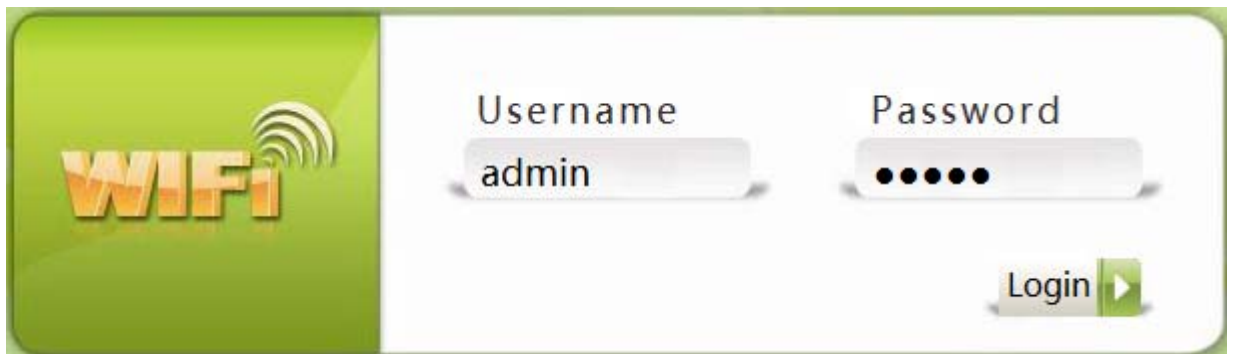 WIFi
Username Password
admin •••••
Login